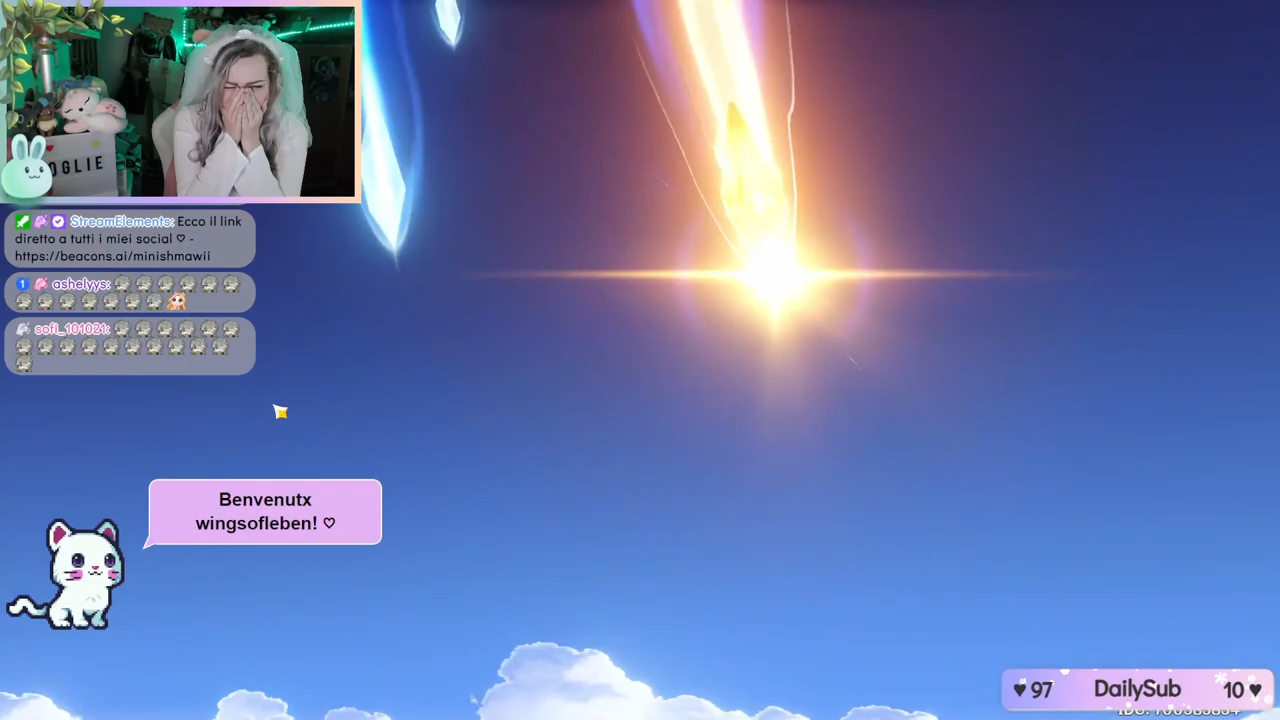 OGLIE
StreamElements: Ecco il link
diretto a tutti i miei social ♡ -
https://beacons.ai/minishmawii
1 ashelyys:
sofi_101021:
Benvenutx
wingsofleben! ♡
♥ 97 DailySub 10 ♥